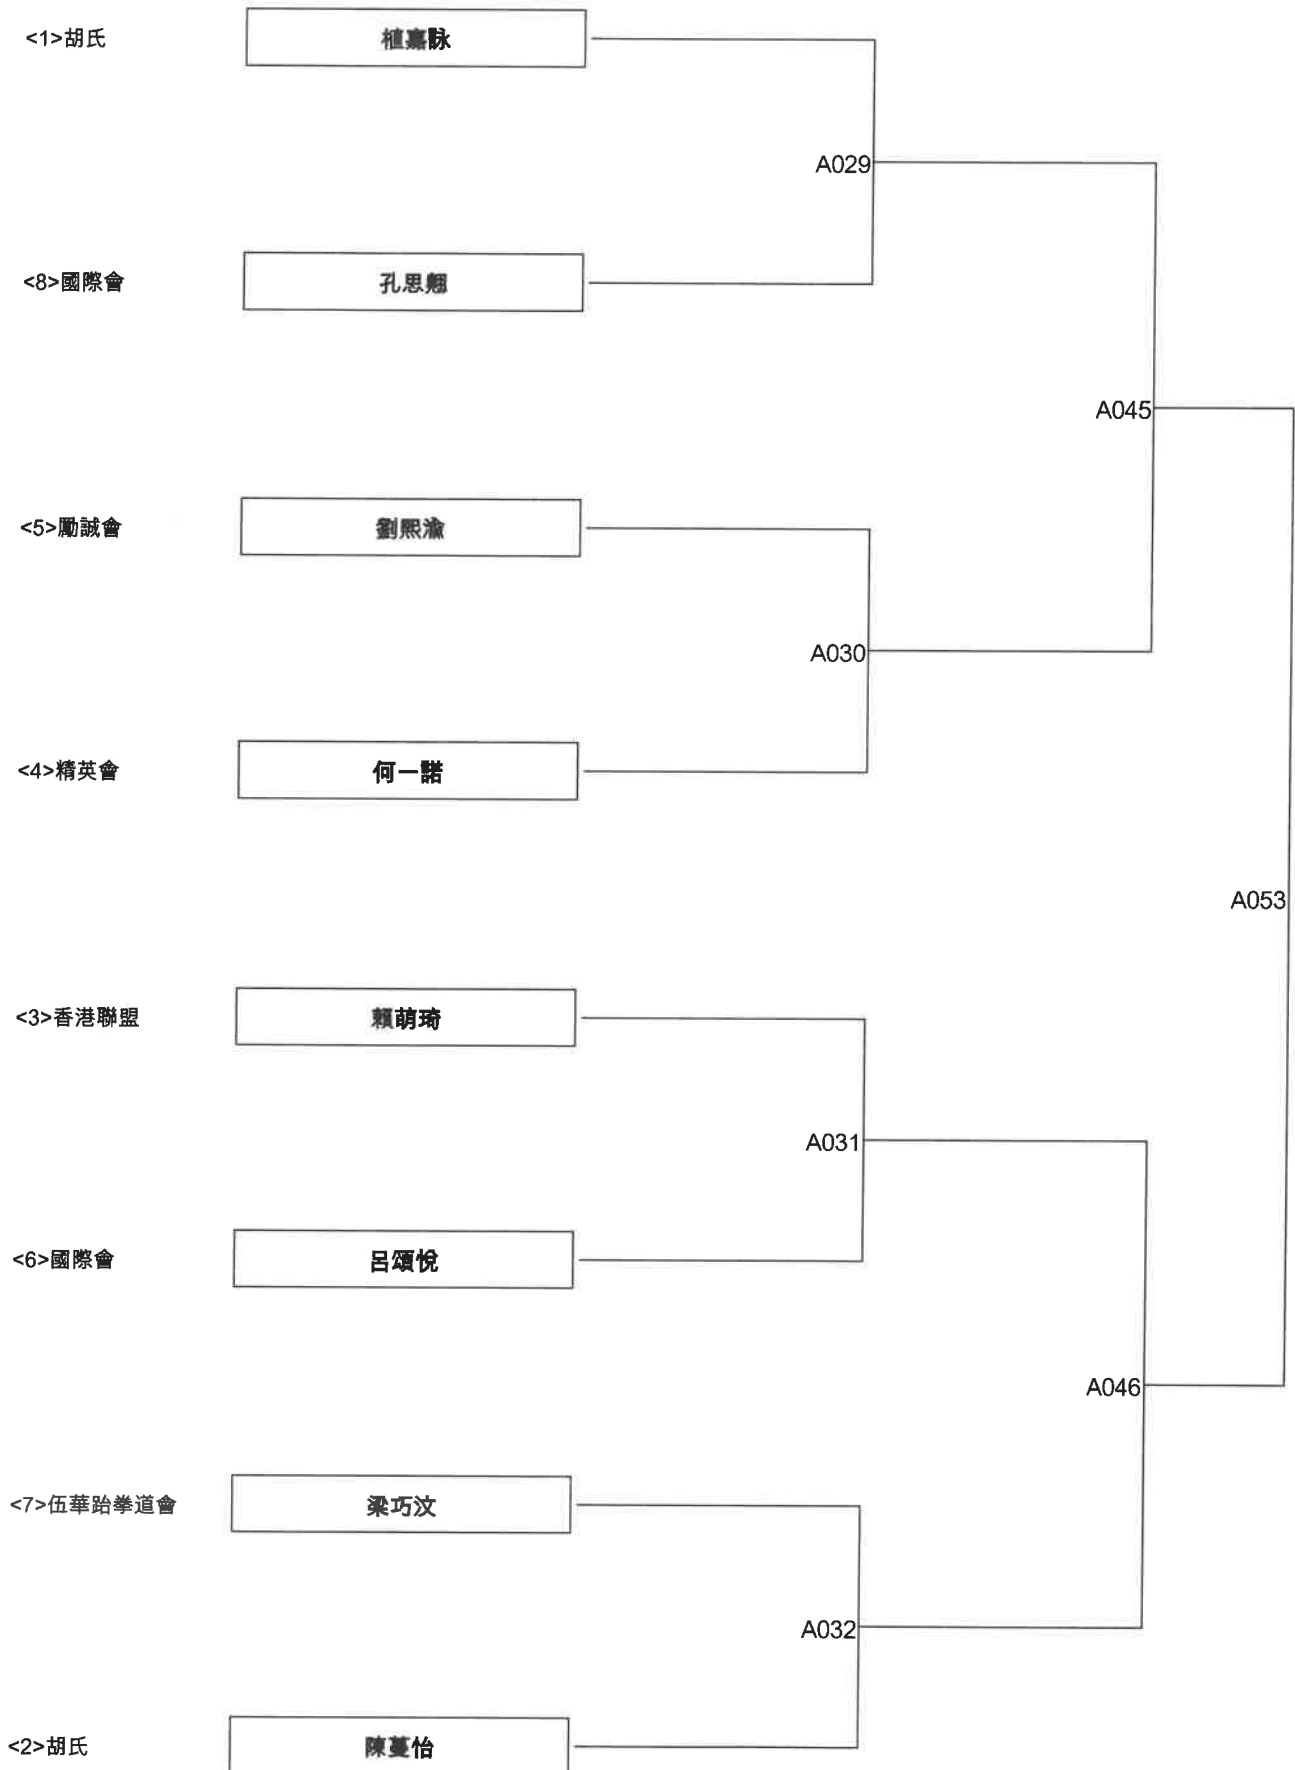 <1>胡氏 植嘉詠
A029
<8>國際會 孔思翹
A045
<5>勵誠會 劉熙渝
A030
<4>精英會 何一諾
A053
<3>香港聯盟 賴萌琦
A031
<6>國際會 呂頌悅
A046
<7>伍華跆拳道會 梁巧汶
A032
<2>胡氏 陳蔓怡